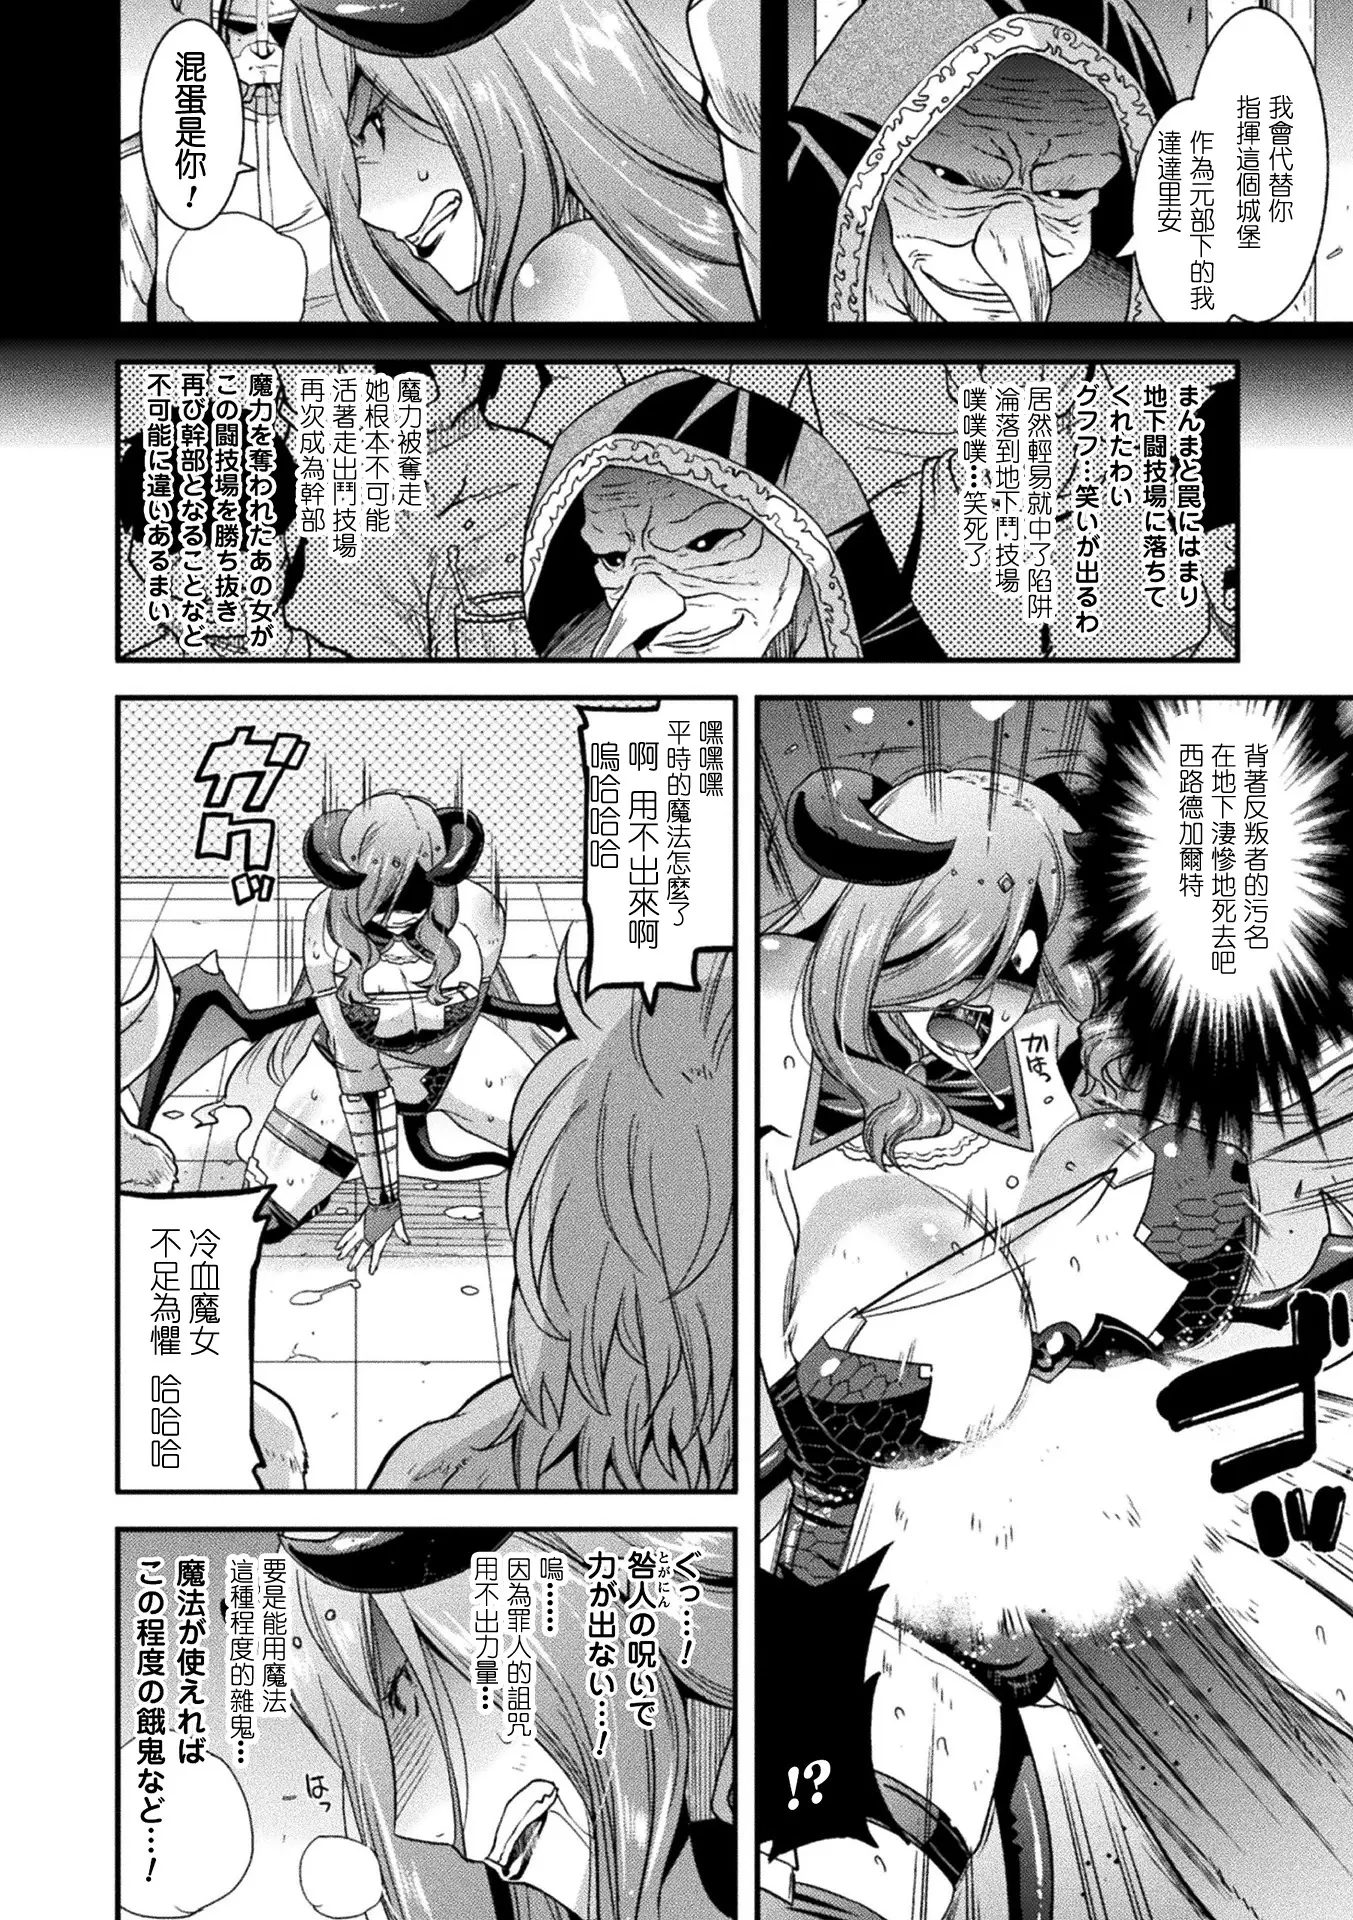 我會代替你
指揮這個城堡
作為元部下的我
達達里安
混蛋是你！
まんまと罠にはまり
地下闘技場に落ちて
くれたわい
グフフ…笑いが出るわ
居然輕易就中了陷阱
淪落到地下鬥技場
噗噗噗…笑死了
魔力被奪走
她根本不可能
活著走出鬥技場
再次成為幹部
魔力を奪われたあの女が
この闘技場を勝ち抜き
再び幹部となることなど
不可能に違いあるまい
背著反叛者的污名
在地下淒慘地死去吧
西路德加爾特
かはっ
ドゴッ
!?
嘿嘿嘿
平時的魔法怎麼了
啊 用不出來啊
嗚哈哈哈
ガクッ
冷血魔女
不足為懼 哈哈哈
ぐっ…！
咎人の呪いで
とがにん
力が出ない…！
嗚……
因為罪人的詛咒
用不出力量…
要是能用魔法
這種程度的雜鬼…
魔法が使えれば
この程度の餓鬼など…！
はっ